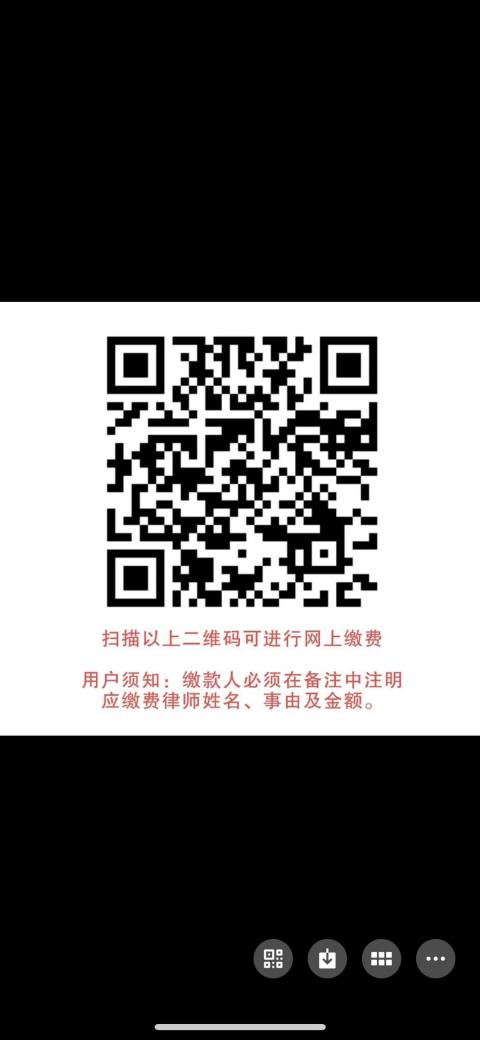 扫描以上二维码可进行网上缴费
用户须知：缴款人必须在备注中注明
应缴费律师姓名、事由及金额。